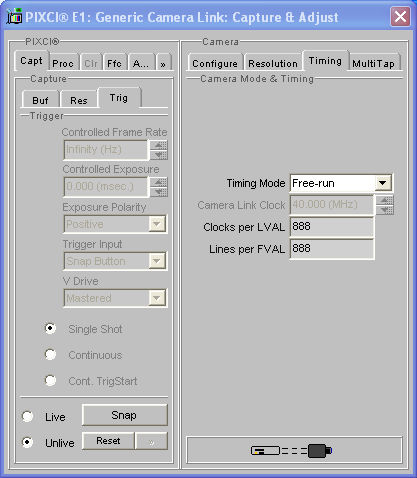 PIXCI® E1: Generic Camera Link: Capture & Adjust
PIXCI®
Capt Proc Clr Ffc A... »
Capture
Buf Res Trig
Trigger
Controlled Frame Rate
Infinity (Hz)
Controlled Exposure
0.000 (msec.)
Exposure Polarity
Positive
Trigger Input
Snap Button
V Drive
Mastered
Single Shot
Continuous
Cont. TrigStart
Live Snap
Unlive Reset »
Camera
Configure Resolution Timing MultiTap
Camera Mode & Timing
Timing Mode Free-run
Camera Link Clock 40.000 (MHz)
Clocks per LVAL 888
Lines per FVAL 888